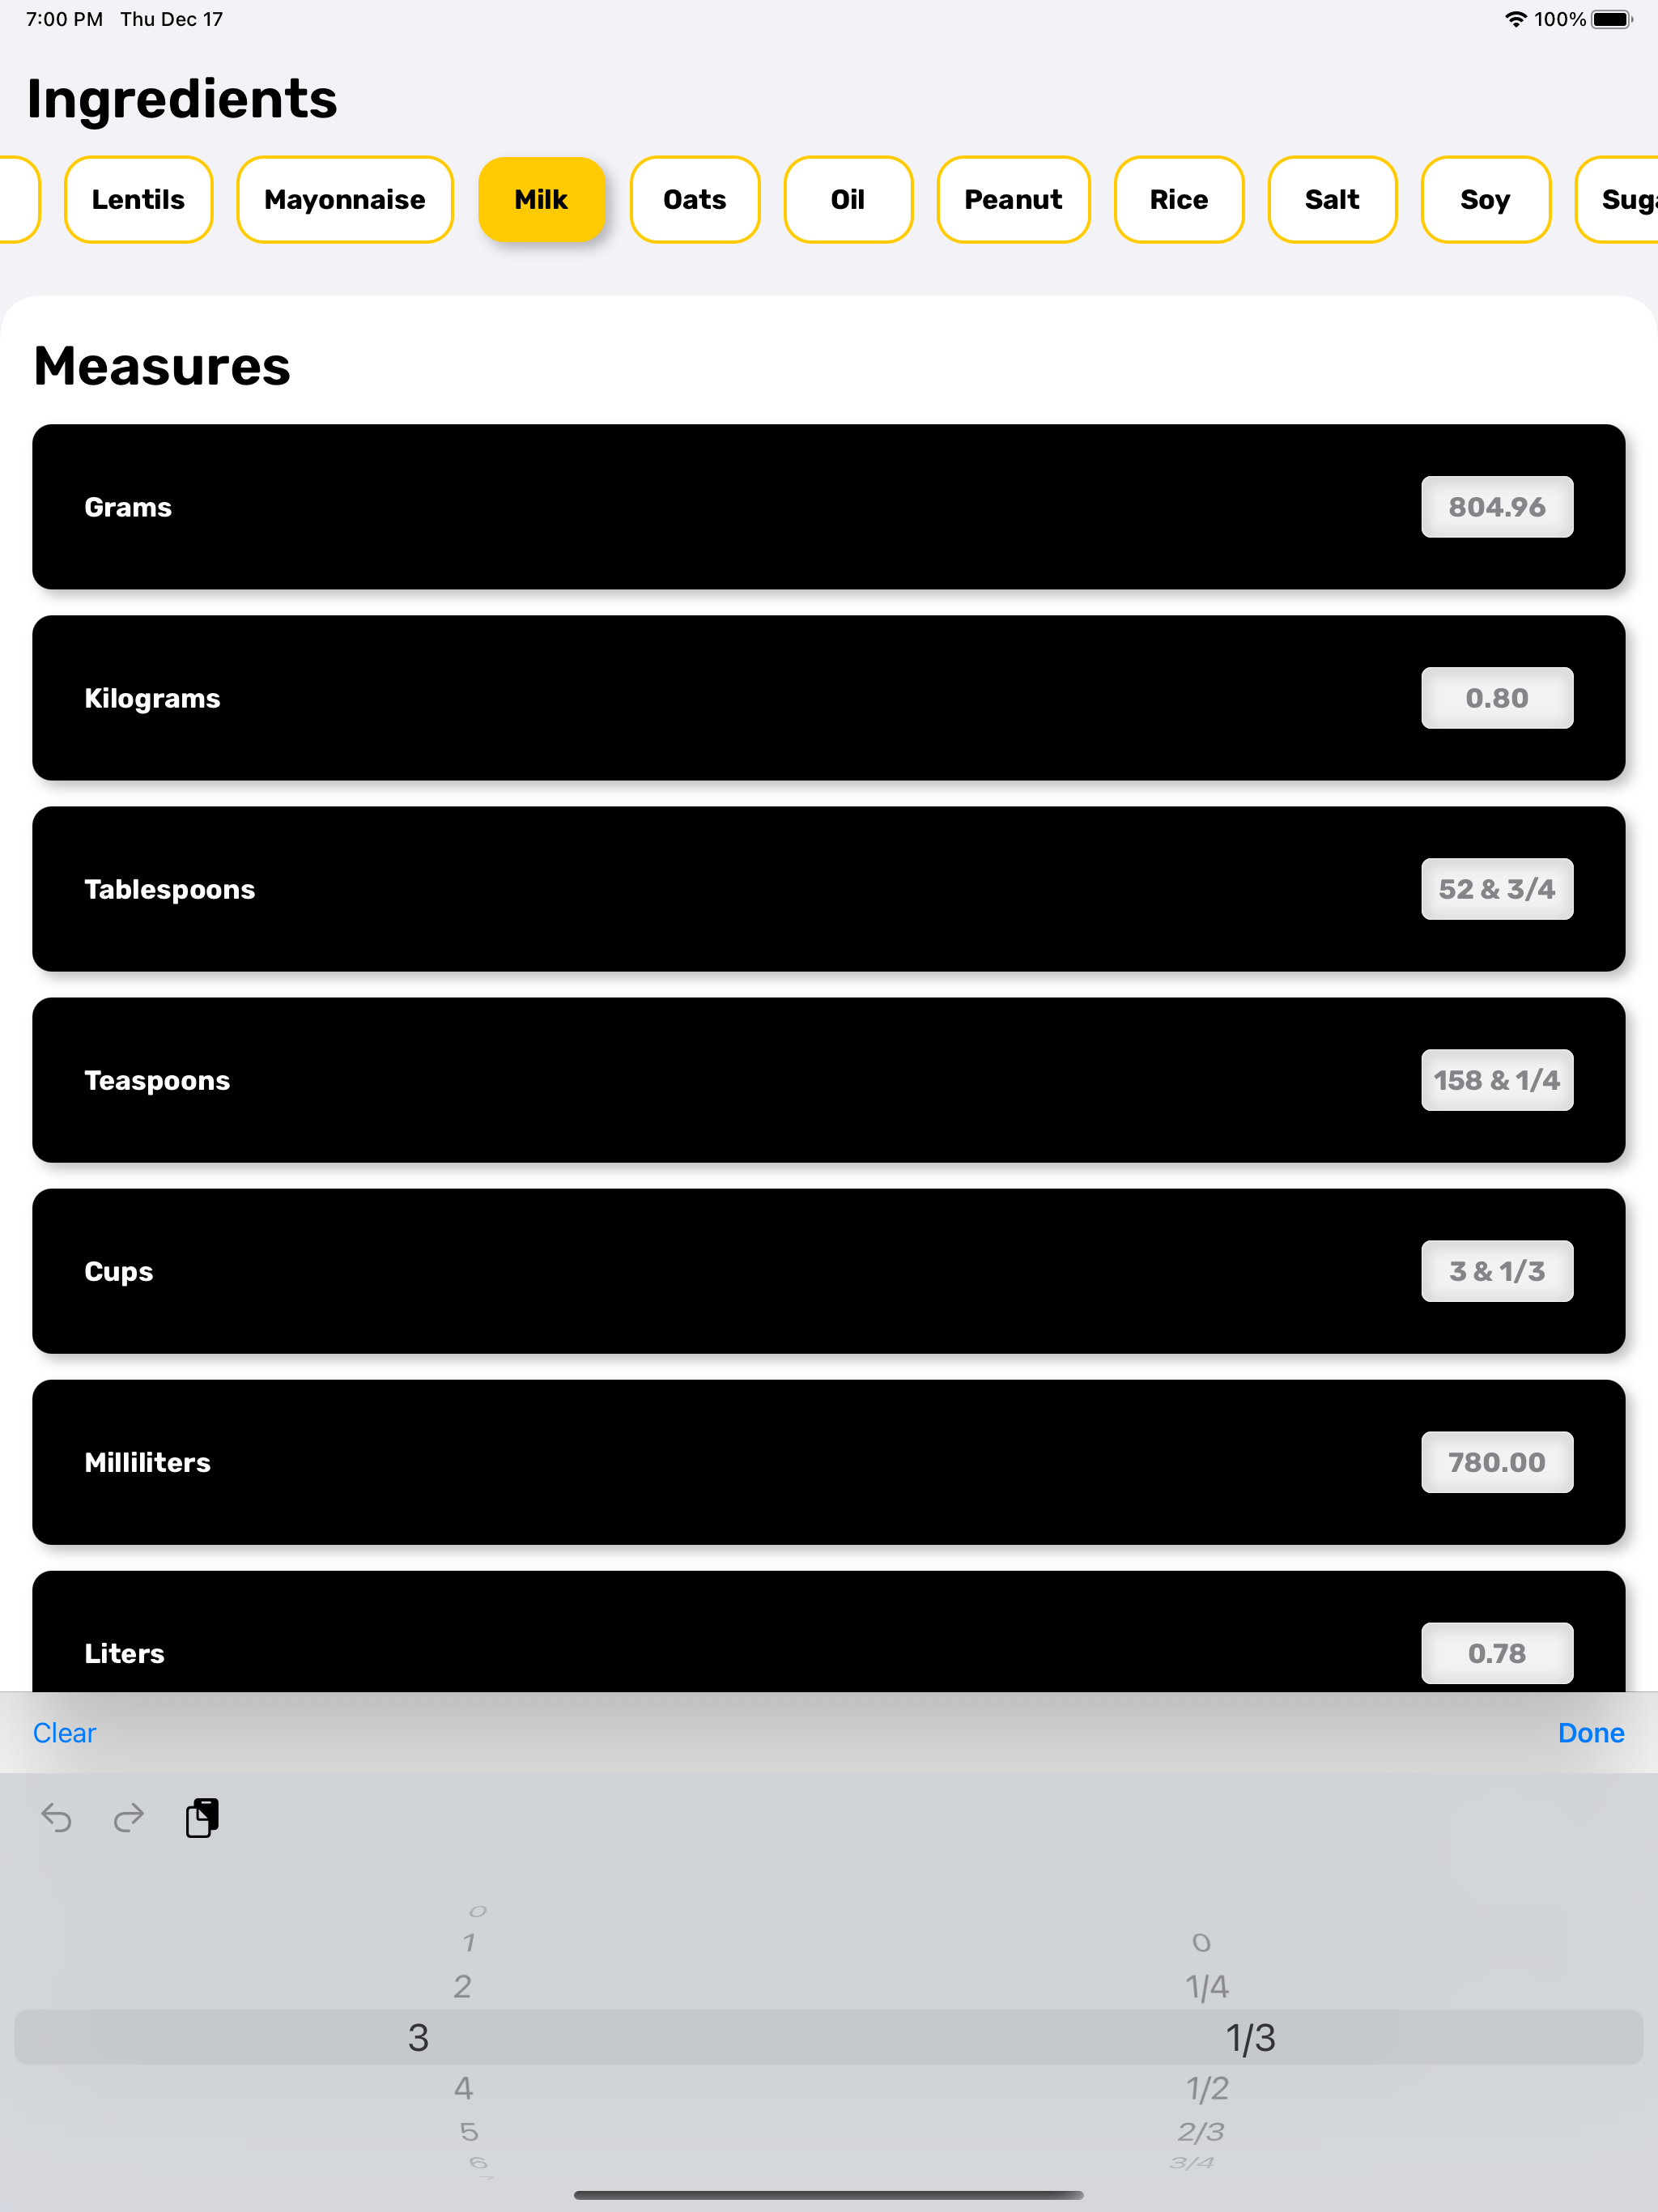 7:00 PM Thu Dec 17 100%
Ingredients
Lentils Mayonnaise Milk Oats Oil Peanut Rice Salt Soy Suga
Measures
Grams 804.96
Kilograms 0.80
Tablespoons 52 & 3/4
Teaspoons 158 & 1/4
Cups 3 & 1/3
Milliliters 780.00
Liters 0.78
Clear Done
0
1 0
2 1/4
3 1/3
4 1/2
5 2/3
6 3/4